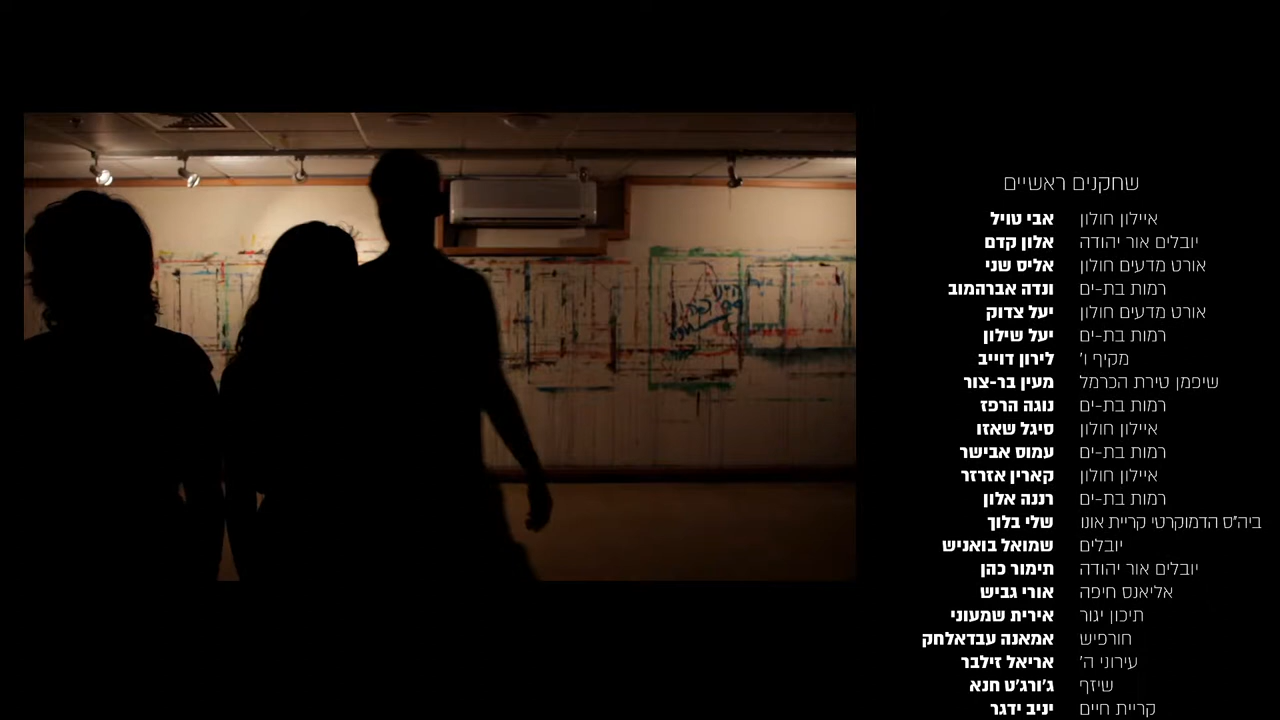 שחקנים ראשיים
איילון חולון אבי טויל
יובלים אור יהודה אלון קדם
אורט מדעים חולון אליס שני
רמות בת-ים ונדה אברהמוב
אורט מדעים חולון יעל צדוק
רמות בת-ים יעל שילון
מקיף ו' לירון דוייב
שיפמן טירת הכרמל מעין בר-צור
רמות בת-ים נוגה הרפז
איילון חולון סיגל שאזו
רמות בת-ים עמוס אבישר
איילון חולון קארין אזרזר
רמות בת-ים רננה אלון
ביה"ס הדמוקרטי קריית אונו שלי בלוך
יובלים שמואל בואניש
יובלים אור יהודה תימור כהן
אליאנס חיפה אורי גביש
תיכון יגור אירית שמעוני
חורפיש אמאנה עבדאלחק
עירוני ה' אריאל זילבר
שיזף ג'ורג'ט חנא
קריית חיים יניב ידגר